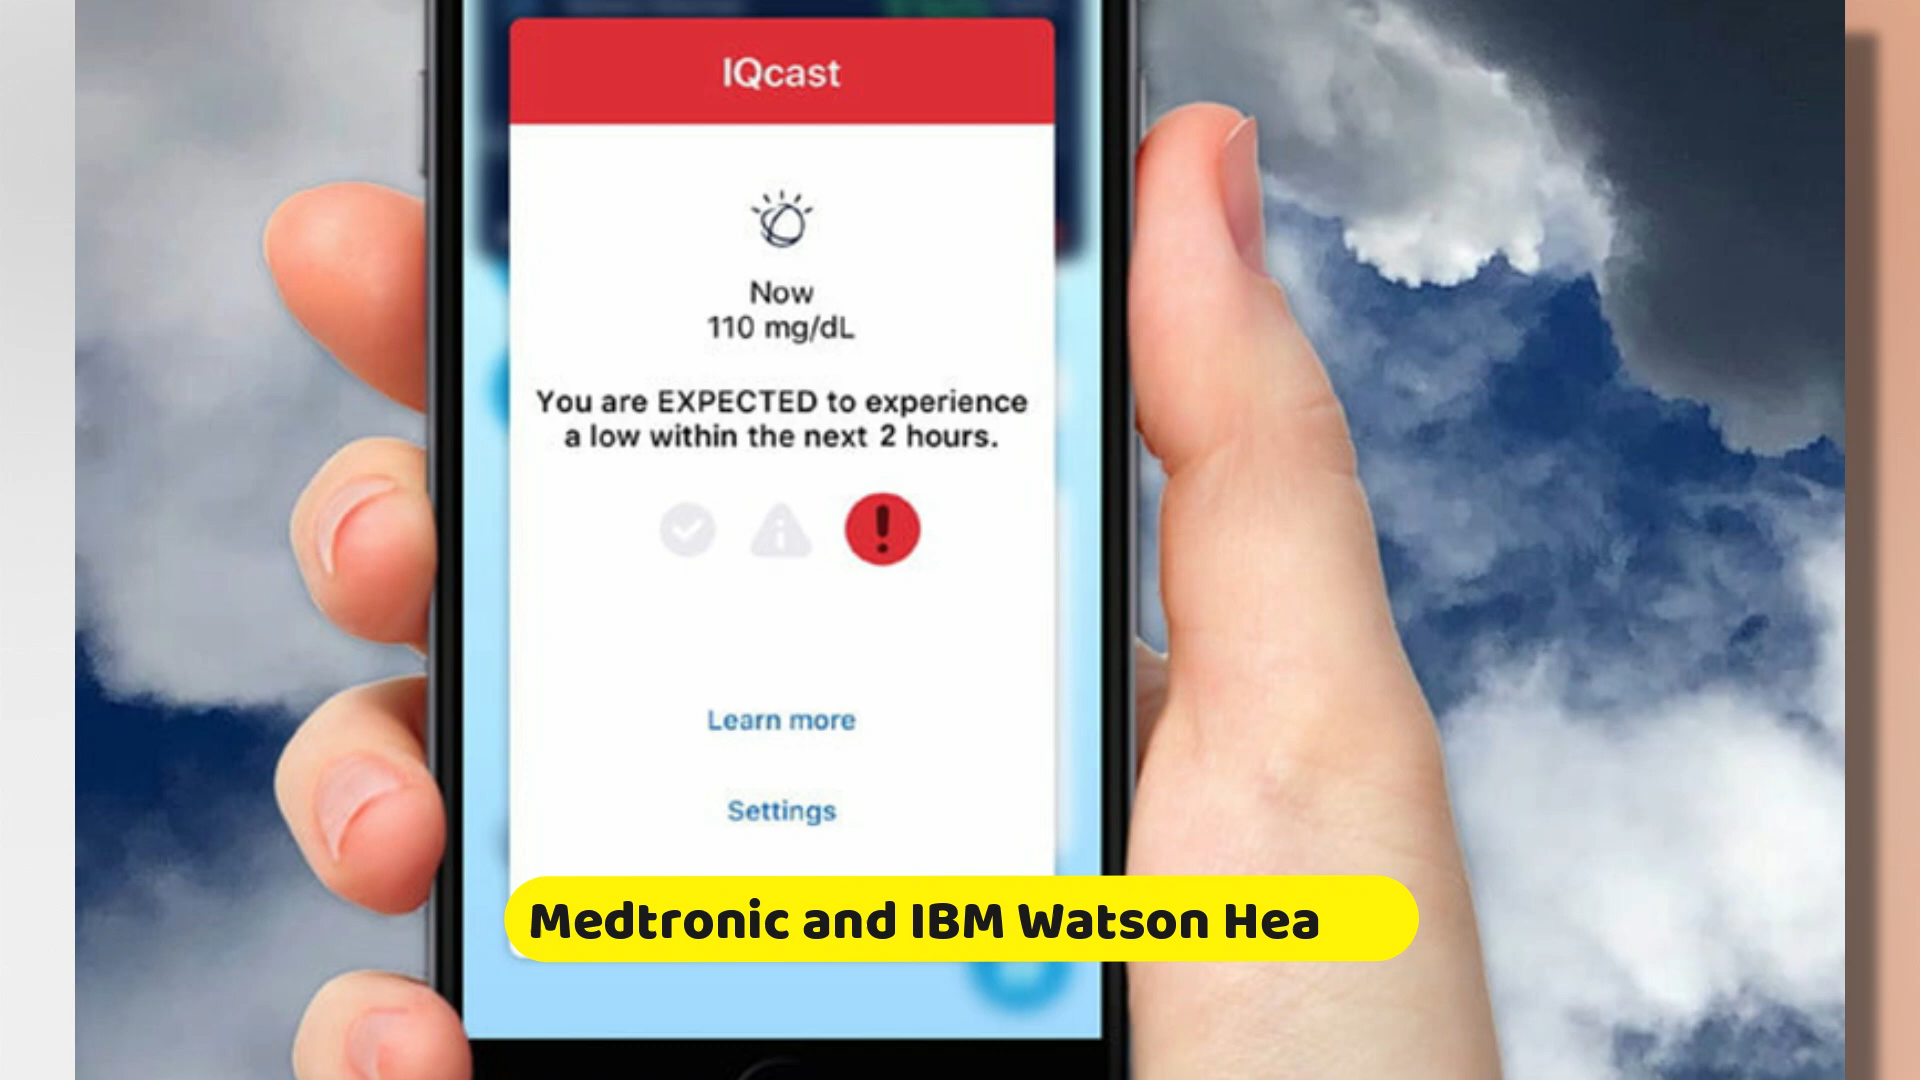 IQcast
Now
110 mg/dL
You are EXPECTED to experience
a low within the next 2 hours.
Learn more
Settings
Medtronic and IBM Watson Hea